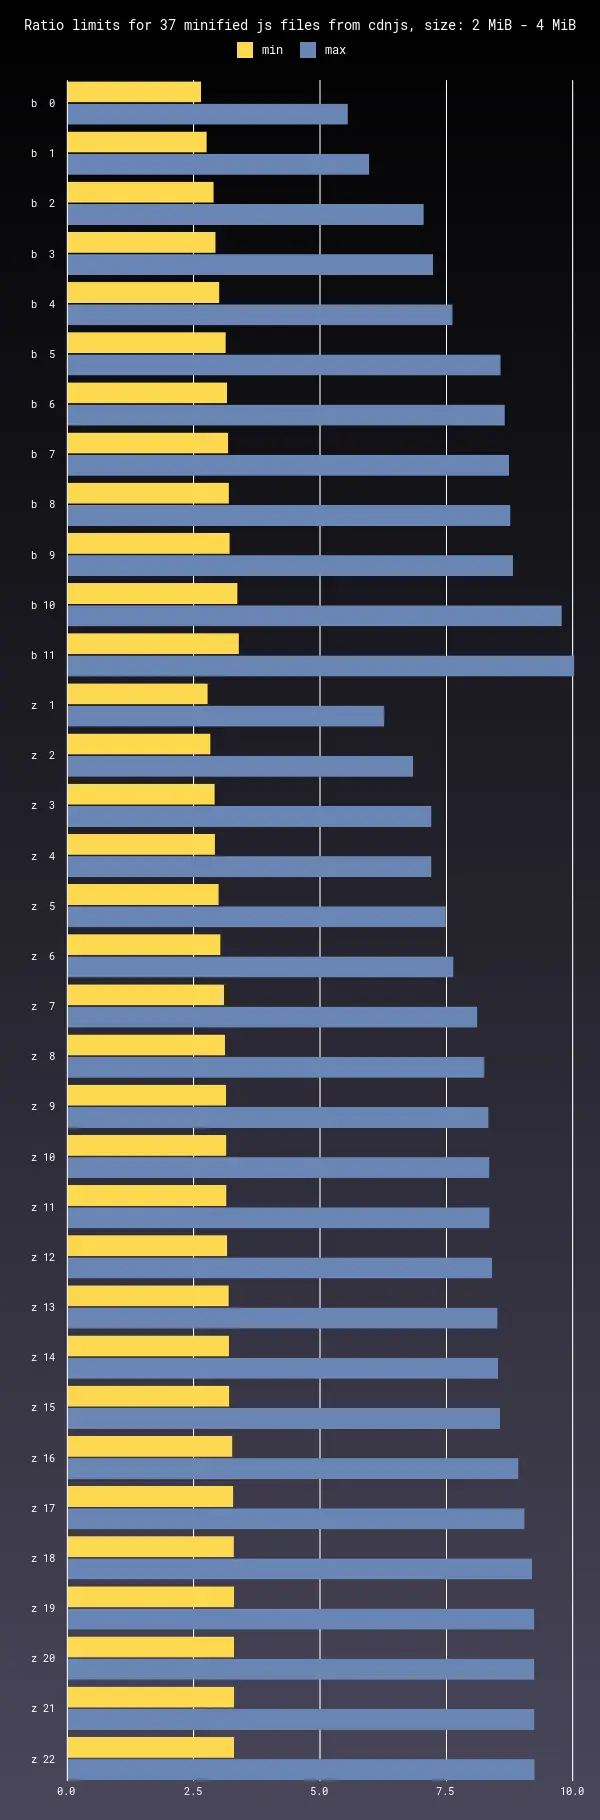 Ratio limits for 37 minified js files from cdnjs, size: 2 MiB - 4 MiB
min max
b 0
b 1
b 2
b 3
b 4
b 5
b 6
b 7
b 8
b 9
b 10
b 11
z 1
z 2
z 3
z 4
z 5
z 6
z 7
z 8
z 9
z 10
z 11
z 12
z 13
z 14
z 15
z 16
z 17
z 18
z 19
z 20
z 21
z 22
0.0 2.5 5.0 7.5 10.0